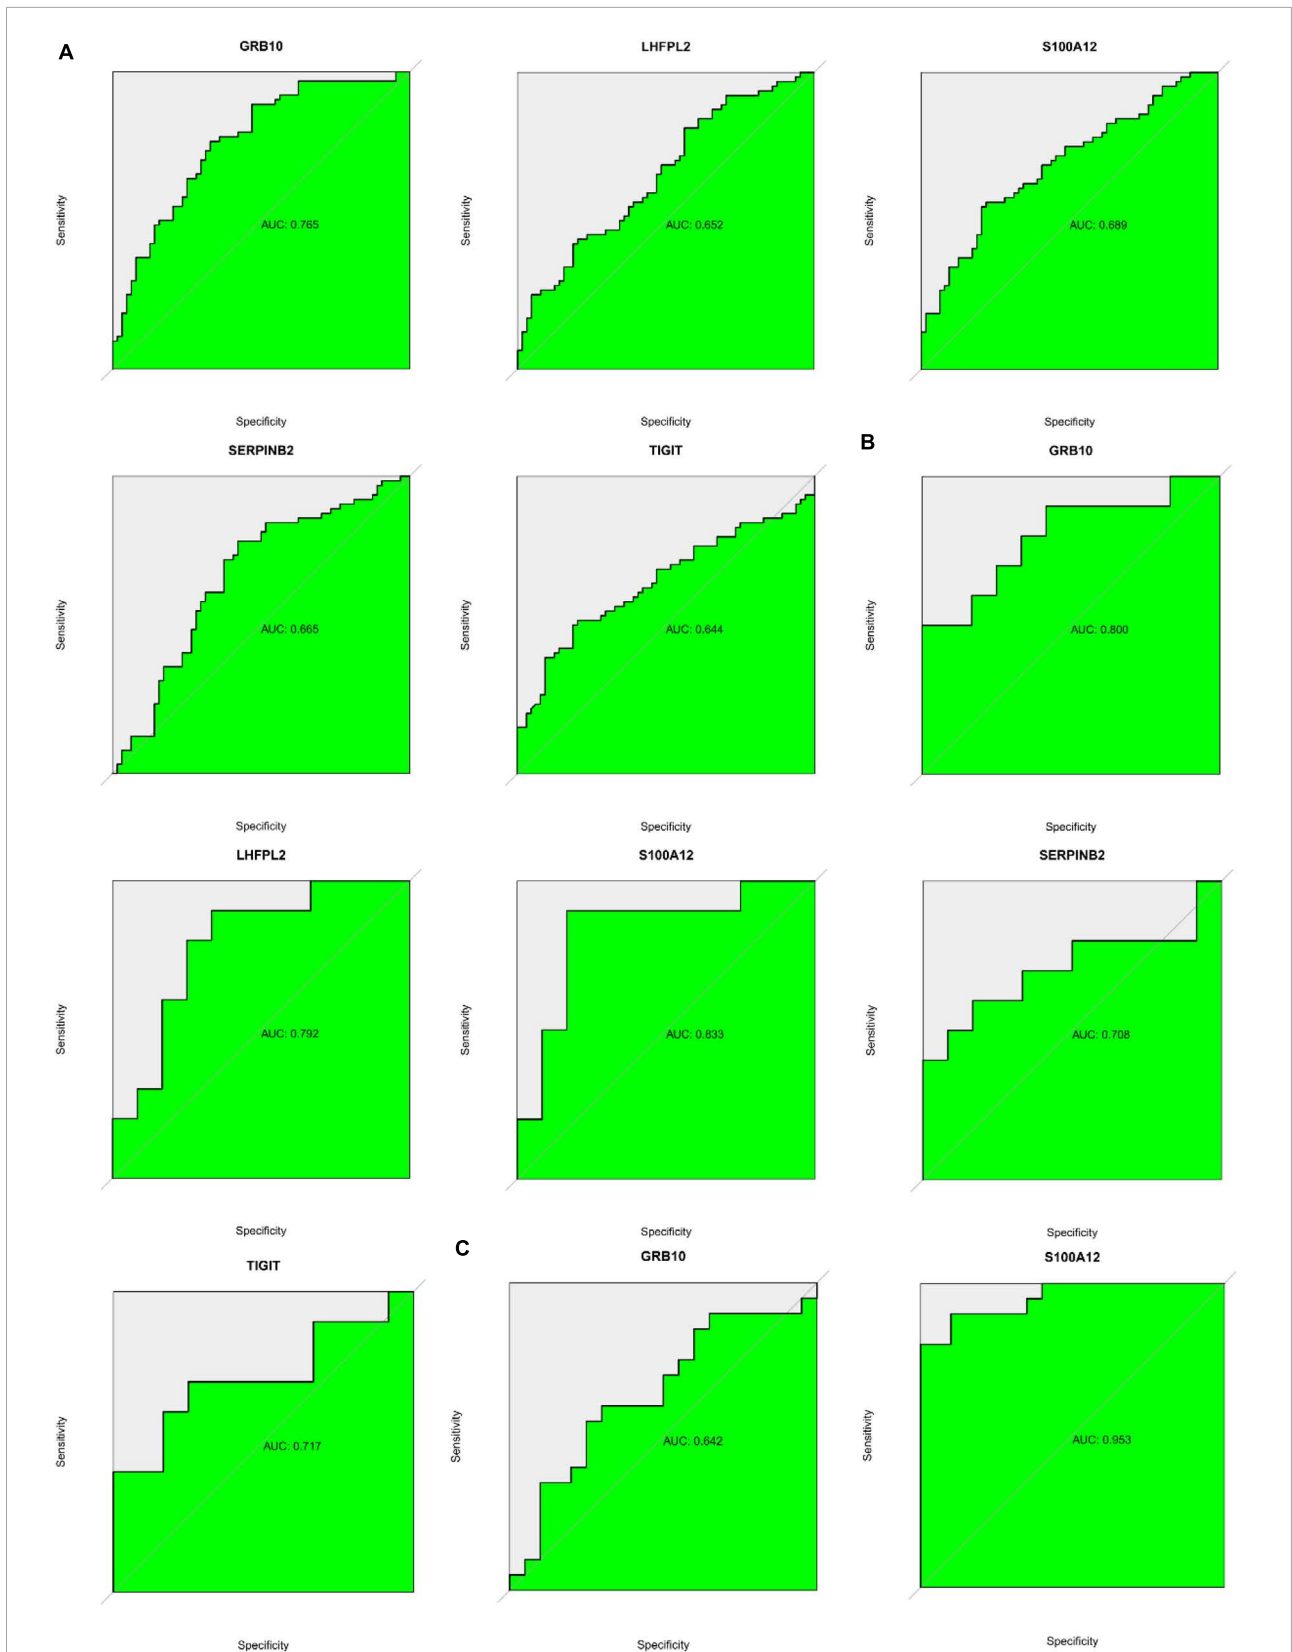 A
GRB10
LHFPL2
S100A12
Sensitivity
AUC: 0.765
Sensitivity
AUC: 0.652
Sensitivity
AUC: 0.689
Specificity
Specificity
Specificity
SERPINB2
TIGIT
B
GRB10
Sensitivity
AUC: 0.665
Sensitivity
AUC: 0.644
Sensitivity
AUC: 0.800
Specificity
Specificity
Specificity
LHFPL2
S100A12
SERPINB2
Sensitivity
AUC: 0.792
Sensitivity
AUC: 0.833
Sensitivity
AUC: 0.708
Specificity
Specificity
Specificity
TIGIT
C
GRB10
S100A12
Sensitivity
AUC: 0.717
Sensitivity
AUC: 0.642
Sensitivity
AUC: 0.953
Specificity
Specificity
Specificity